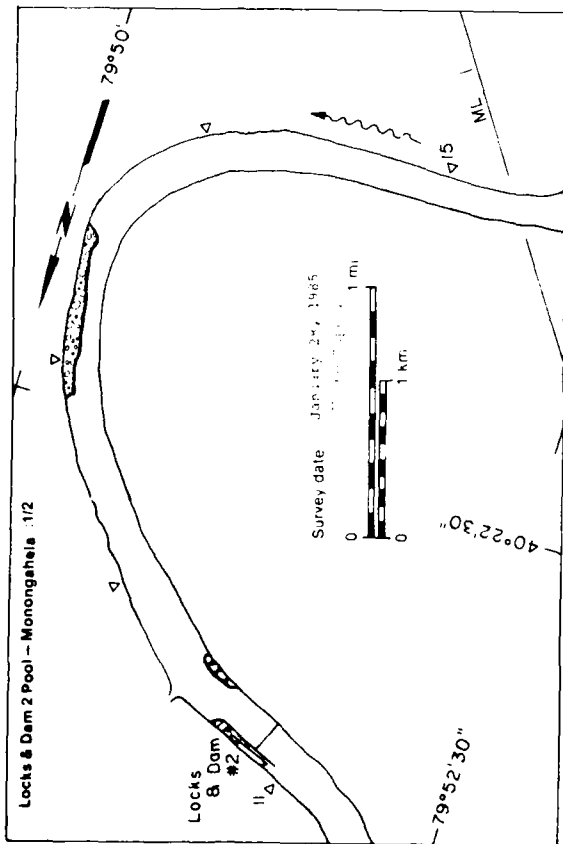 Locks & Dam 2 Pool – Monongahela 1/2
79°50'
15
ML
Survey date January 28, 1985
0 1 mi
0 1 km
40°22'30"
Locks
& Dam
#2
11
79°52'30"